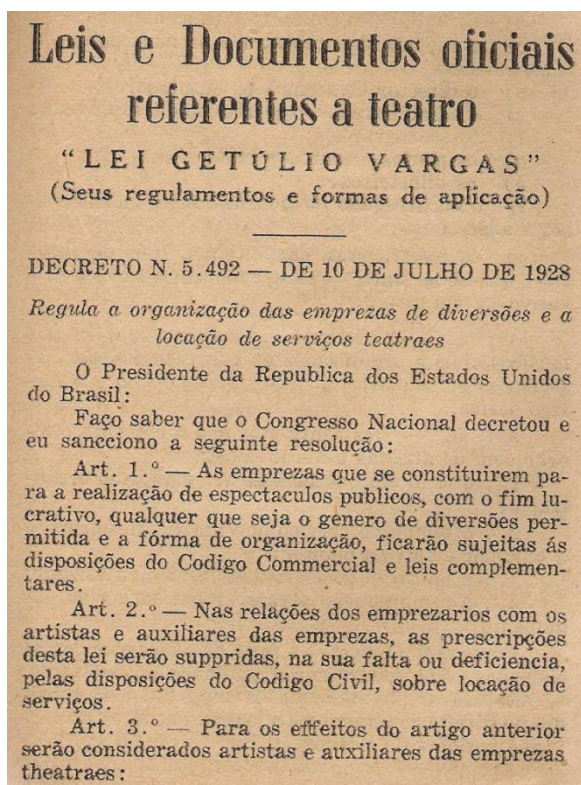 Leis e Documentos oficiais
referentes a teatro
“LEI GETÚLIO VARGAS”
(Seus regulamentos e formas de aplicação)
DECRETO N. 5.492 — DE 10 DE JULHO DE 1928
Regula a organização das emprezas de diversões e a
locação de serviços teatraes
O Presidente da Republica dos Estados Unidos
do Brasil:
Faço saber que o Congresso Nacional decretou e
eu sancciono a seguinte resolução:
Art. 1.º — As emprezas que se constituirem pa-
ra a realização de espectaculos publicos, com o fim lu-
crativo, qualquer que seja o genero de diversões per-
mitida e a fórma de organização, ficarão sujeitas ás
disposições do Codigo Commercial e leis complemen-
tares.
Art. 2.º — Nas relações dos emprezarios com os
artistas e auxiliares das emprezas, as prescripções
desta lei serão suppridas, na sua falta ou deficiencia,
pelas disposições do Codigo Civil, sobre locação de
serviços.
Art. 3.º — Para os effeitos do artigo anterior
serão considerados artistas e auxiliares das emprezas
theatraes: